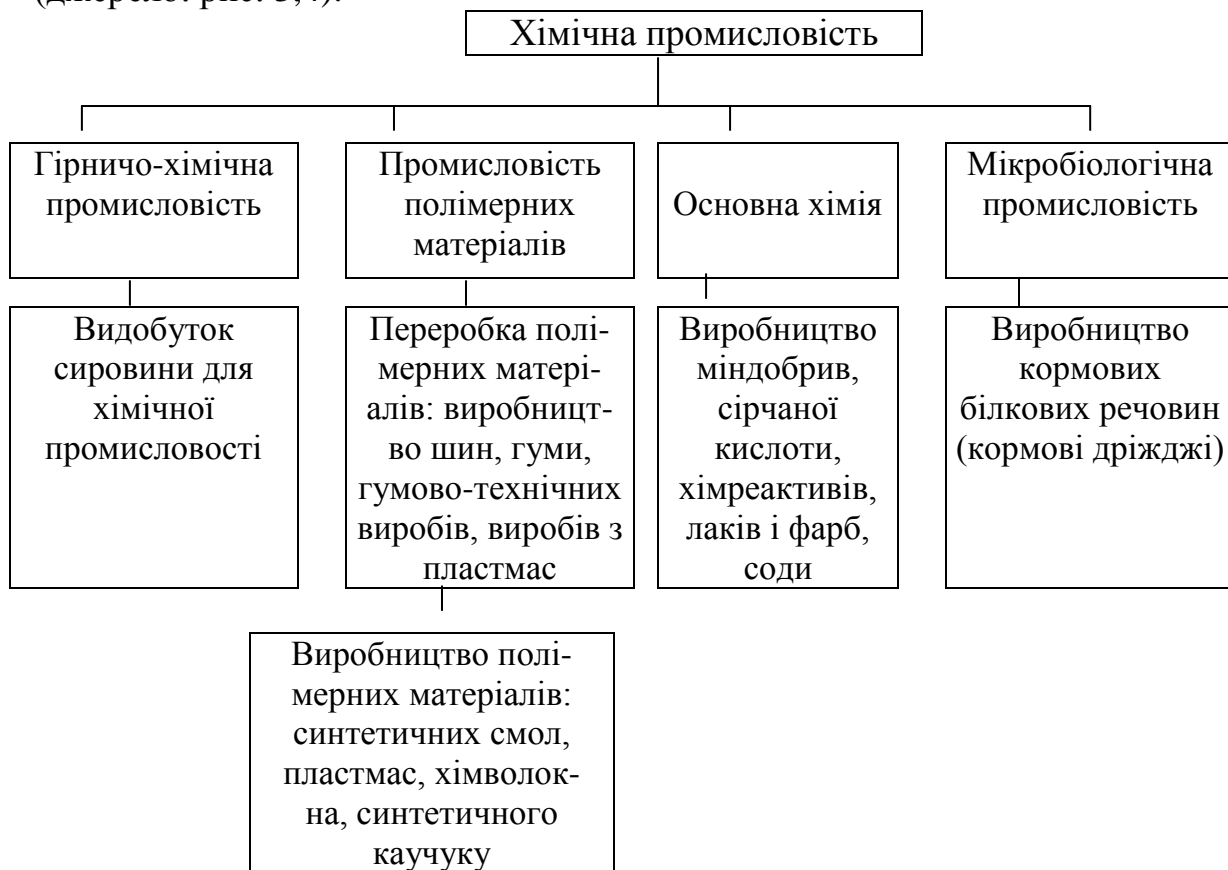 (джерело: рис. 3,4).
Хімічна промисловість
Гірничо-хімічна
промисловість
Промисловість
полімерних
матеріалів
Основна хімія
Мікробіологічна
промисловість
Видобуток
сировини для
хімічної
промисловості
Переробка полі-
мерних матері-
алів: виробницт-
во шин, гуми,
гумово-технічних
виробів, виробів з
пластмас
Виробництво
міндобрив,
сірчаної
кислоти,
хімреактивів,
лаків і фарб,
соди
Виробництво
кормових
білкових речовин
(кормові дріжджі)
Виробництво полі-
мерних матеріалів:
синтетичних смол,
пластмас, хімволок-
на, синтетичного
каучуку